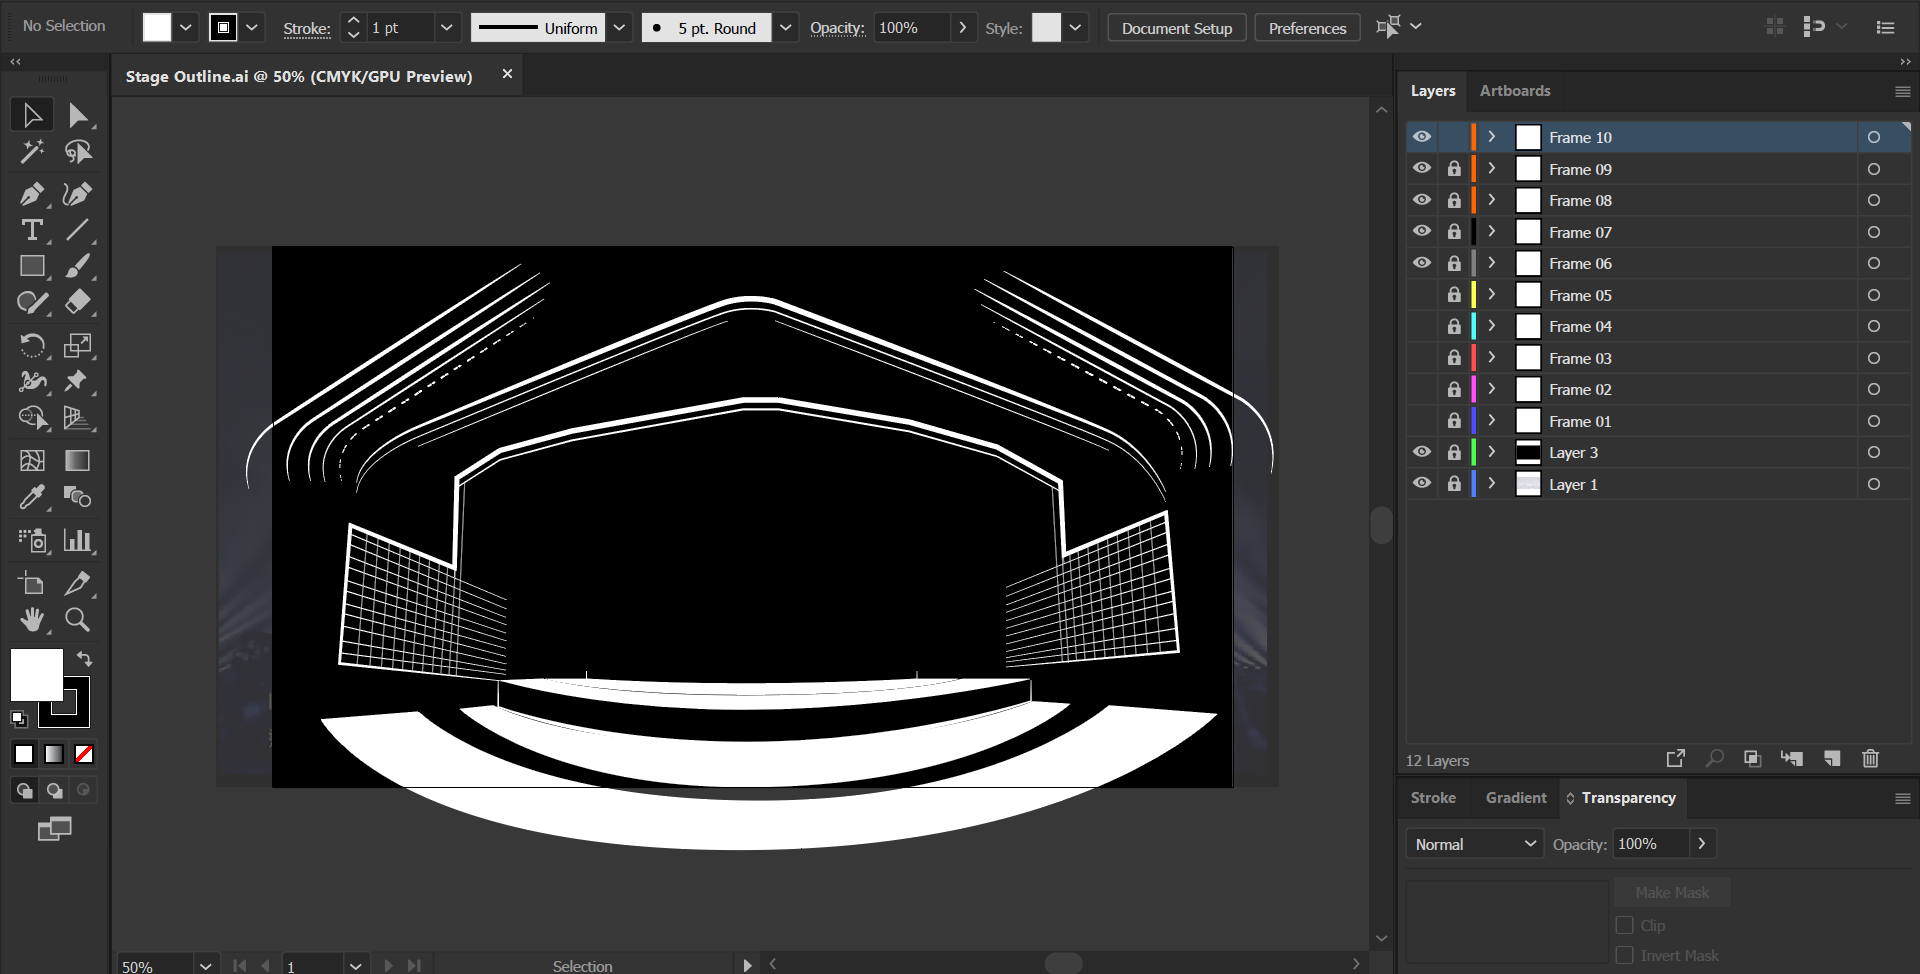 No Selection
Stroke:
1 pt
Uniform
5 pt. Round
Opacity:
100%
Style:
Document Setup
Preferences
Stage Outline.ai @ 50% (CMYK/GPU Preview)
Layers
Artboards
Frame 10
Frame 09
Frame 08
Frame 07
Frame 06
Frame 05
Frame 04
Frame 03
Frame 02
Frame 01
Layer 3
Layer 1
12 Layers
Stroke
Gradient
Transparency
Normal
Opacity:
100%
Make Mask
Clip
Invert Mask
50%
1
Selection